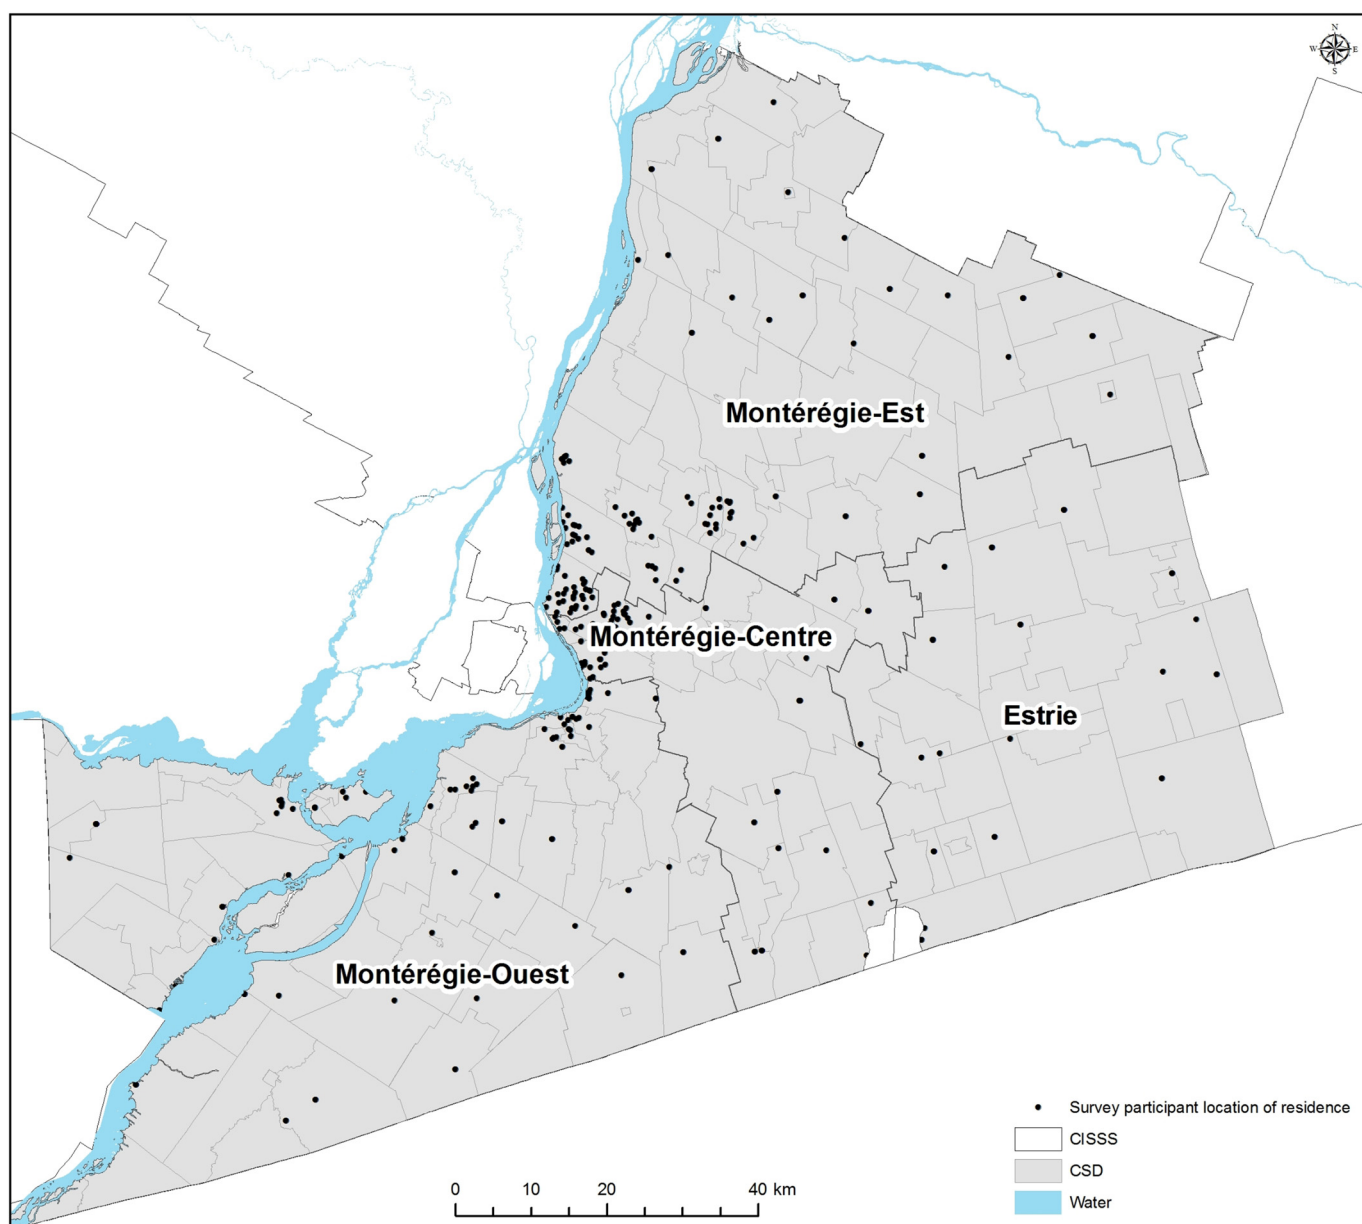 N
W E
S
Montérégie-Est
Montérégie-Centre
Estrie
Montérégie-Ouest
Survey participant location of residence
CISSS
CSD
Water
0 10 20 40 km